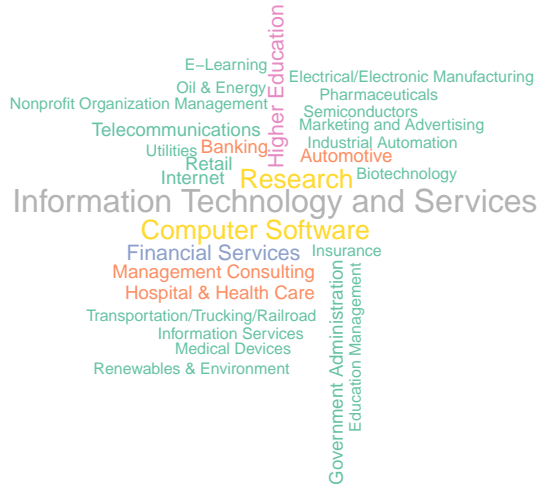 E−Learning
Higher Education
Electrical/Electronic Manufacturing
Oil & Energy
Pharmaceuticals
Nonprofit Organization Management
Semiconductors
Telecommunications
Marketing and Advertising
Utilities
Banking
Industrial Automation
Retail
Automotive
Internet
Research
Biotechnology
Information Technology and Services
Computer Software
Financial Services
Insurance
Management Consulting
Government Administration
Education Management
Hospital & Health Care
Transportation/Trucking/Railroad
Information Services
Medical Devices
Renewables & Environment